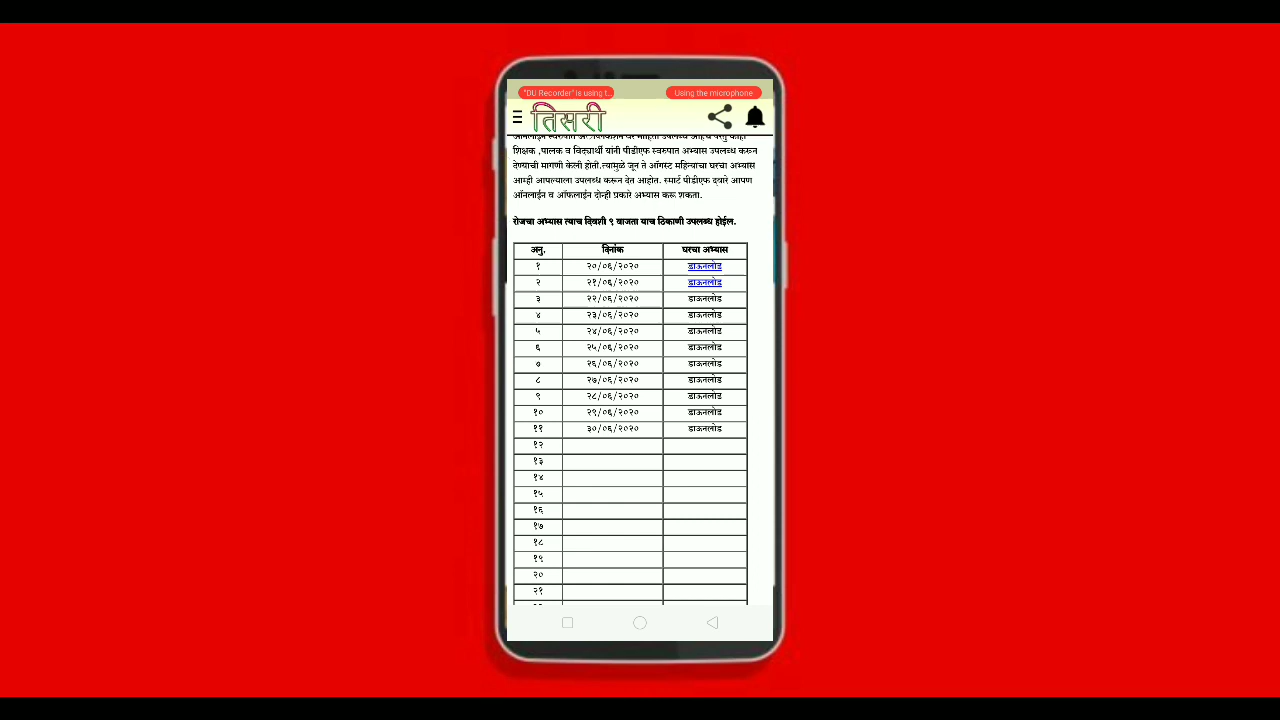 "DU Recorder" is using t..
Using the microphone
तिसरी
शिक्षक ,पालक व विद्यार्थी यांनी पीडीएफ स्वरुपात अभ्यास उपलब्ध करून
देण्याची मागणी केली होती.त्यामुळे जून ते ऑगस्ट महिन्याचा घरचा अभ्यास
आम्ही आपल्याला उपलब्ध करून देत आहोत. स्मार्ट पीडीएफ द्वारे आपण
ऑनलाईन व ऑफलाईन दोन्ही प्रकारे अभ्यास करू शकता.
रोजचा अभ्यास त्याच दिवशी ९ वाजता याच ठिकाणी उपलब्ध होईल.
अनु. दिनांक घरचा अभ्यास
१ २०/०६/२०२० डाऊनलोड
२ २१/०६/२०२० डाऊनलोड
३ २२/०६/२०२० डाऊनलोड
४ २३/०६/२०२० डाऊनलोड
५ २४/०६/२०२० डाऊनलोड
६ २५/०६/२०२० डाऊनलोड
७ २६/०६/२०२० डाऊनलोड
८ २७/०६/२०२० डाऊनलोड
९ २८/०६/२०२० डाऊनलोड
१० २९/०६/२०२० डाऊनलोड
११ ३०/०६/२०२० डाऊनलोड
१२
१३
१४
१५
१६
१७
१८
१९
२०
२१